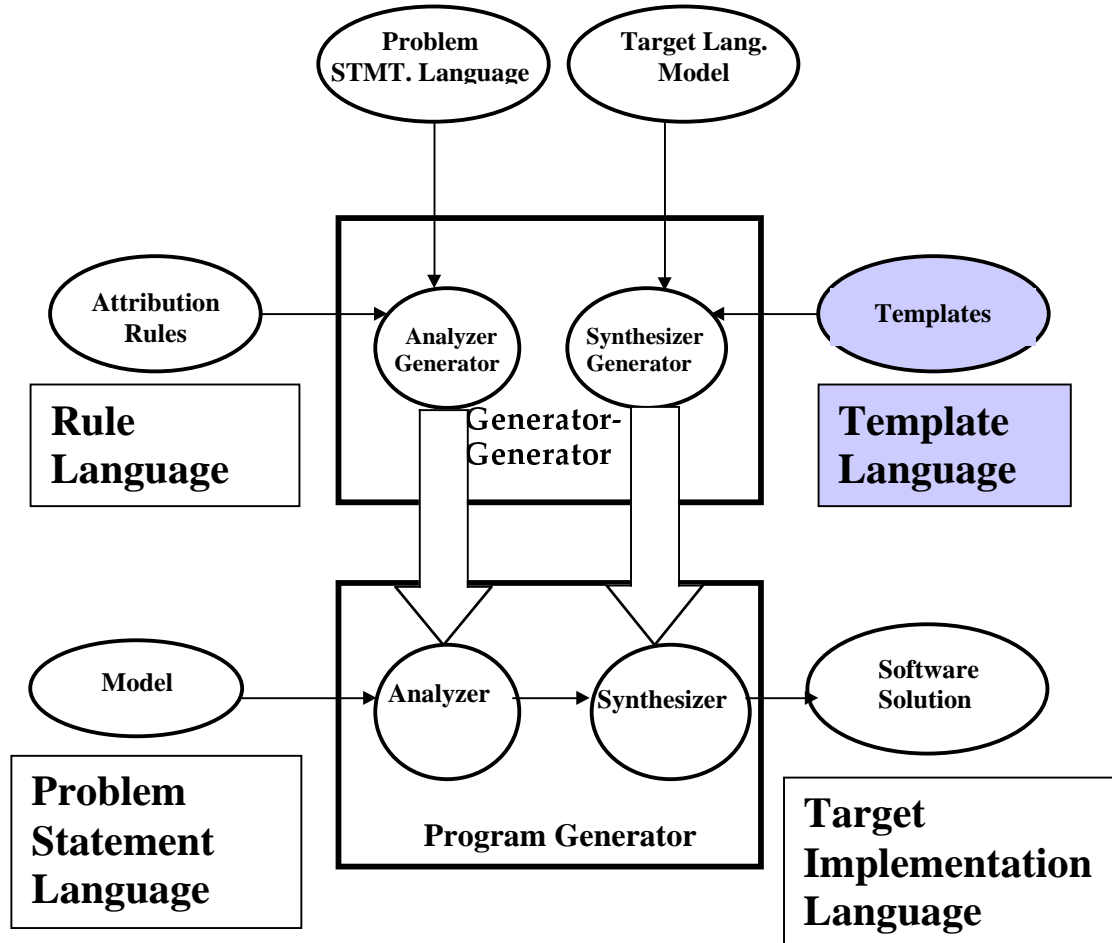 Problem
STMT. Language
Target Lang.
Model
Attribution
Rules
Analyzer
Generator
Synthesizer
Generator
Templates
Rule
Language
Generator-
Generator
Template
Language
Model
Analyzer
Synthesizer
Software
Solution
Problem
Statement
Language
Program Generator
Target
Implementation
Language